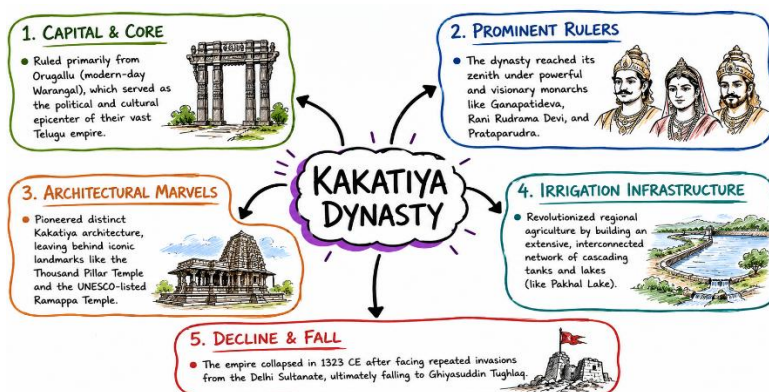 1. CAPITAL & CORE
Ruled primarily from
Orugallu (modern-day
Warangal), which served as
the political and cultural
epicenter of their vast
Telugu empire.
2. PROMINENT RULERS
The dynasty reached its
zenith under powerful
and visionary monarchs
like Ganapatideva,
Rani Rudrama Devi, and
Prataparudra.
KAKATIYA
DYNASTY
3. ARCHITECTURAL MARVELS
Pioneered distinct
Kakatiya architecture,
leaving behind iconic
landmarks like the
Thousand Pillar Temple
and the UNESCO-listed
Ramappa Temple.
4. IRRIGATION INFRASTRUCTURE
Revolutionized regional
agriculture by building an
extensive, interconnected
network of cascading
tanks and lakes
(like Pakhal Lake).
5. DECLINE & FALL
The empire collapsed in 1323 CE after facing repeated invasions
from the Delhi Sultanate, ultimately falling to Ghiyasuddin Tughlaq.